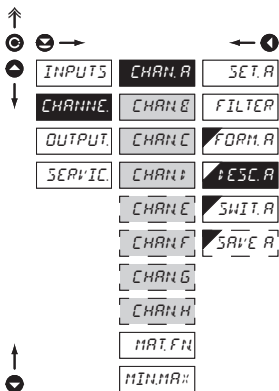 INPUTS CHAN. A SET. A
CHANNE. CHAN. B FILTER
OUTPUT. CHAN. C FORM. A
SERVIC. CHAN. D DESC. A
CHAN. E SWIT. A
CHAN. F SAVE A
CHAN. G
CHAN. H
MAT. FN.
MIN.MAX